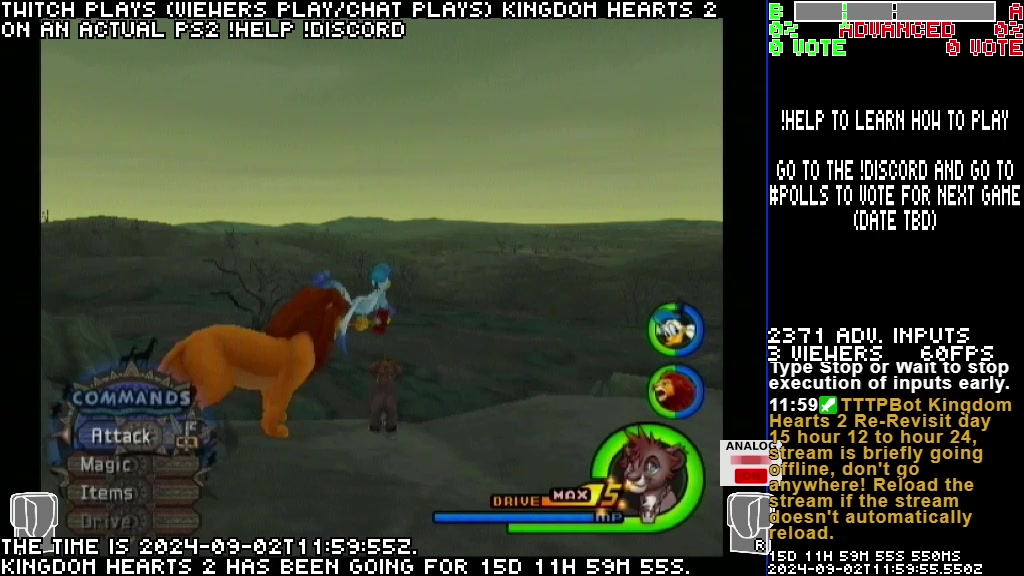 TWITCH PLAYS (VIEWERS PLAY/CHAT PLAYS) KINGDOM HEARTS 2
ON AN ACTUAL PS2 !HELP !DISCORD
B A
0% ADVANCED 0%
0 VOTE 0 VOTE
!HELP TO LEARN HOW TO PLAY
GO TO THE !DISCORD AND GO TO
#POLLS TO VOTE FOR NEXT GAME
(DATE TBD)
2371 ADV. INPUTS
3 VIEWERS 60FPS
Type Stop or Wait to stop
execution of inputs early.
11:59 TTTPBot Kingdom
Hearts 2 Re-Revisit day
15 hour 12 to hour 24,
stream is briefly going
offline, don't go
anywhere! Reload the
stream if the stream
doesn't automatically
reload.
15D 11H 59M 55S 550MS
2024-09-02T11:59:55.550Z
COMMANDS
Attack
Magic
Items
Drive
DRIVE MAX 5
MP
ANALOG
R
THE TIME IS 2024-09-02T11:59:55Z.
KINGDOM HEARTS 2 HAS BEEN GOING FOR 15D 11H 59M 55S.